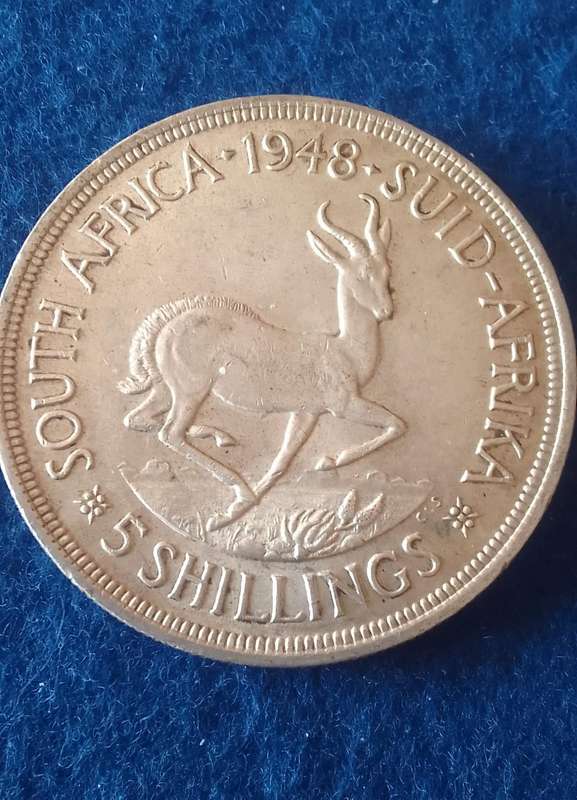 SOUTH AFRICA · 1948 · SUID-AFRIKA
5 SHILLINGS
C.S.